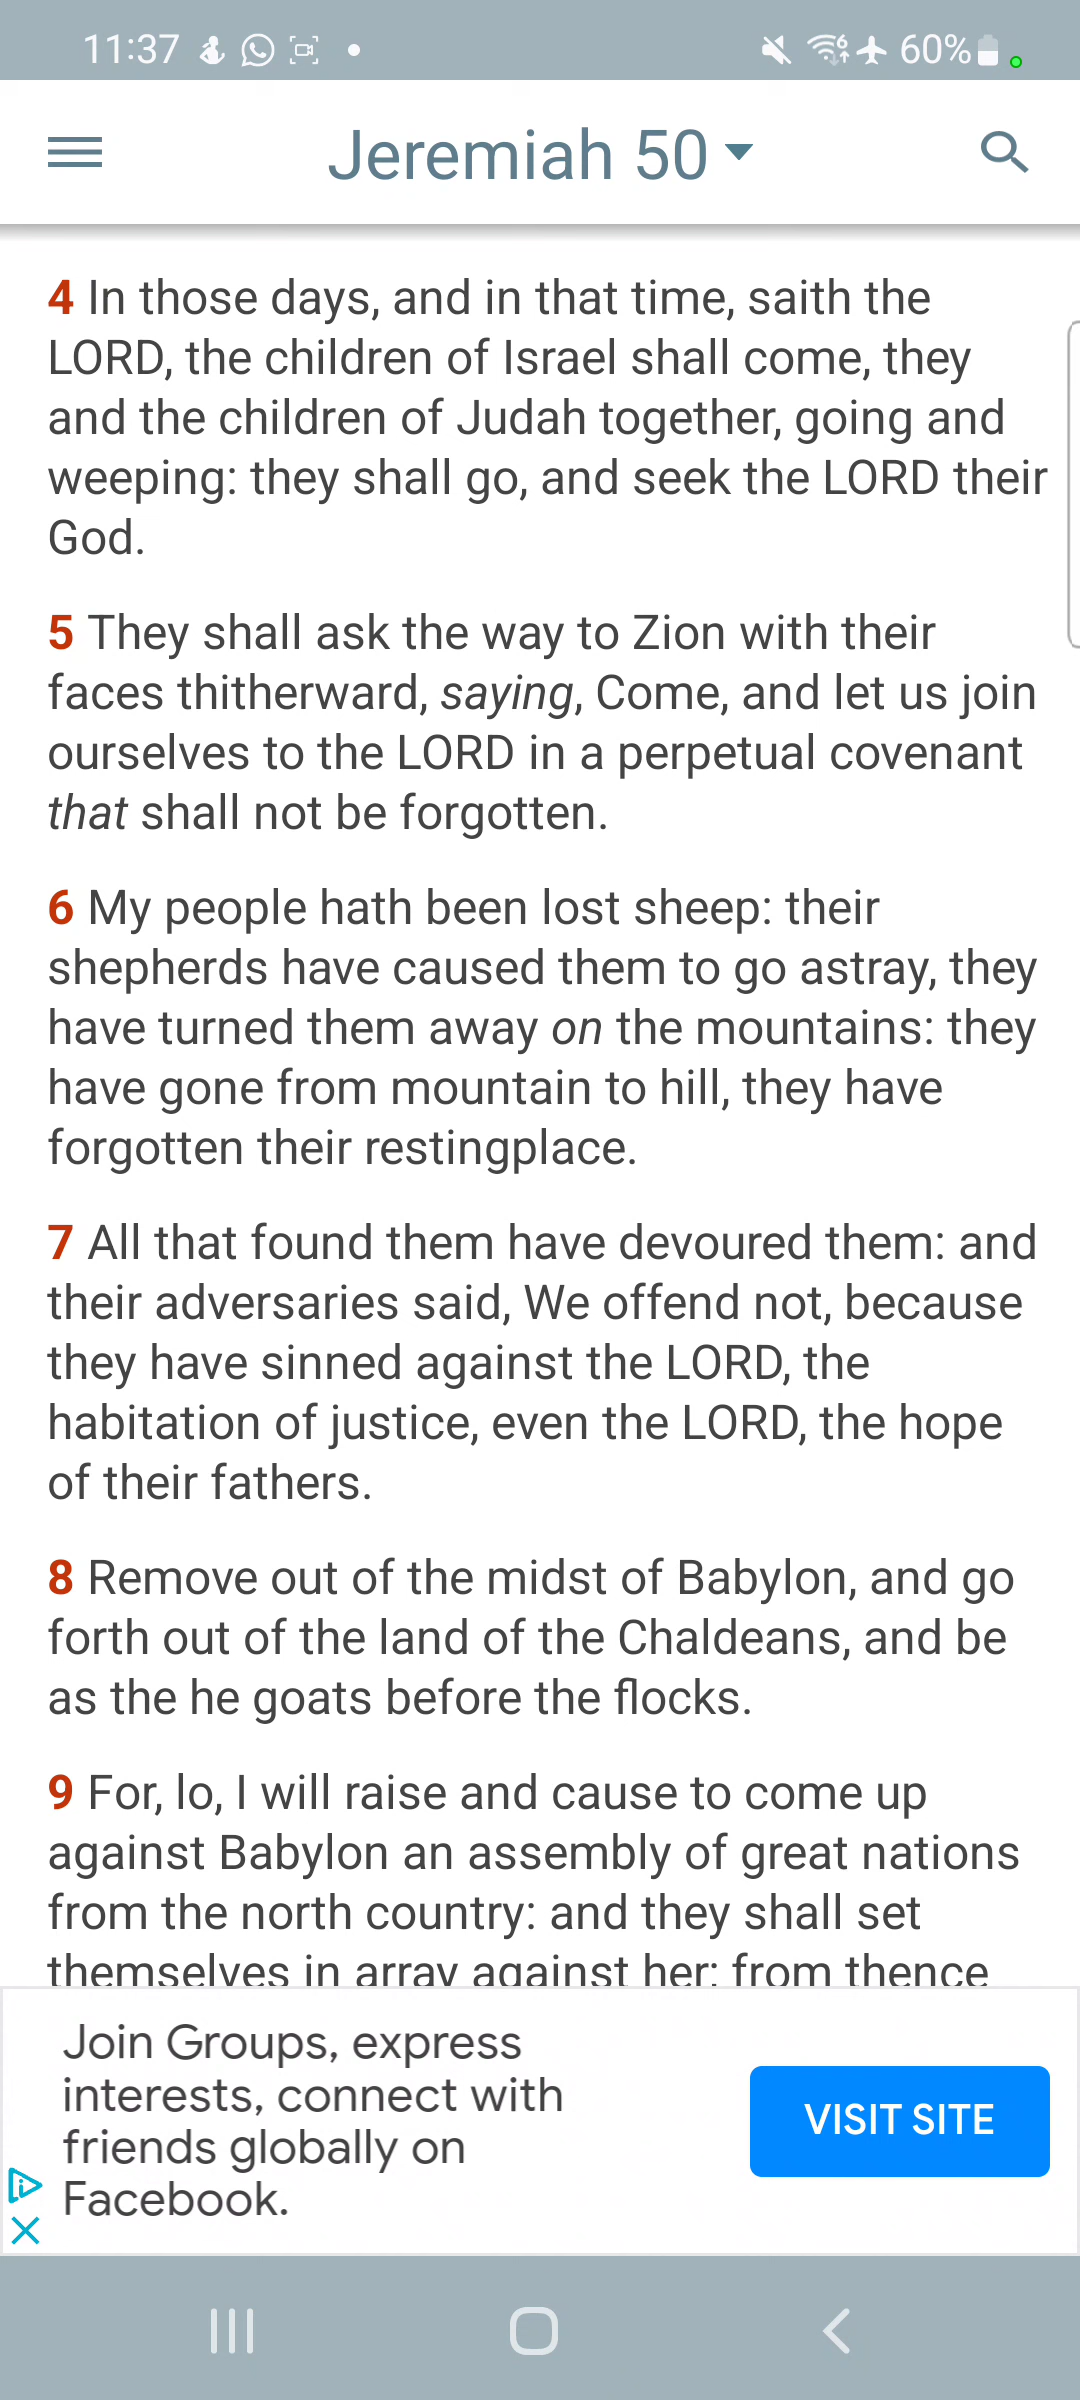 11:37
60%
Jeremiah 50
4 In those days, and in that time, saith the
LORD, the children of Israel shall come, they
and the children of Judah together, going and
weeping: they shall go, and seek the LORD their
God.
5 They shall ask the way to Zion with their
faces thitherward, saying, Come, and let us join
ourselves to the LORD in a perpetual covenant
that shall not be forgotten.
6 My people hath been lost sheep: their
shepherds have caused them to go astray, they
have turned them away on the mountains: they
have gone from mountain to hill, they have
forgotten their restingplace.
7 All that found them have devoured them: and
their adversaries said, We offend not, because
they have sinned against the LORD, the
habitation of justice, even the LORD, the hope
of their fathers.
8 Remove out of the midst of Babylon, and go
forth out of the land of the Chaldeans, and be
as the he goats before the flocks.
9 For, lo, I will raise and cause to come up
against Babylon an assembly of great nations
from the north country: and they shall set
themselves in array against her; from thence
Join Groups, express
interests, connect with
friends globally on
Facebook.
VISIT SITE